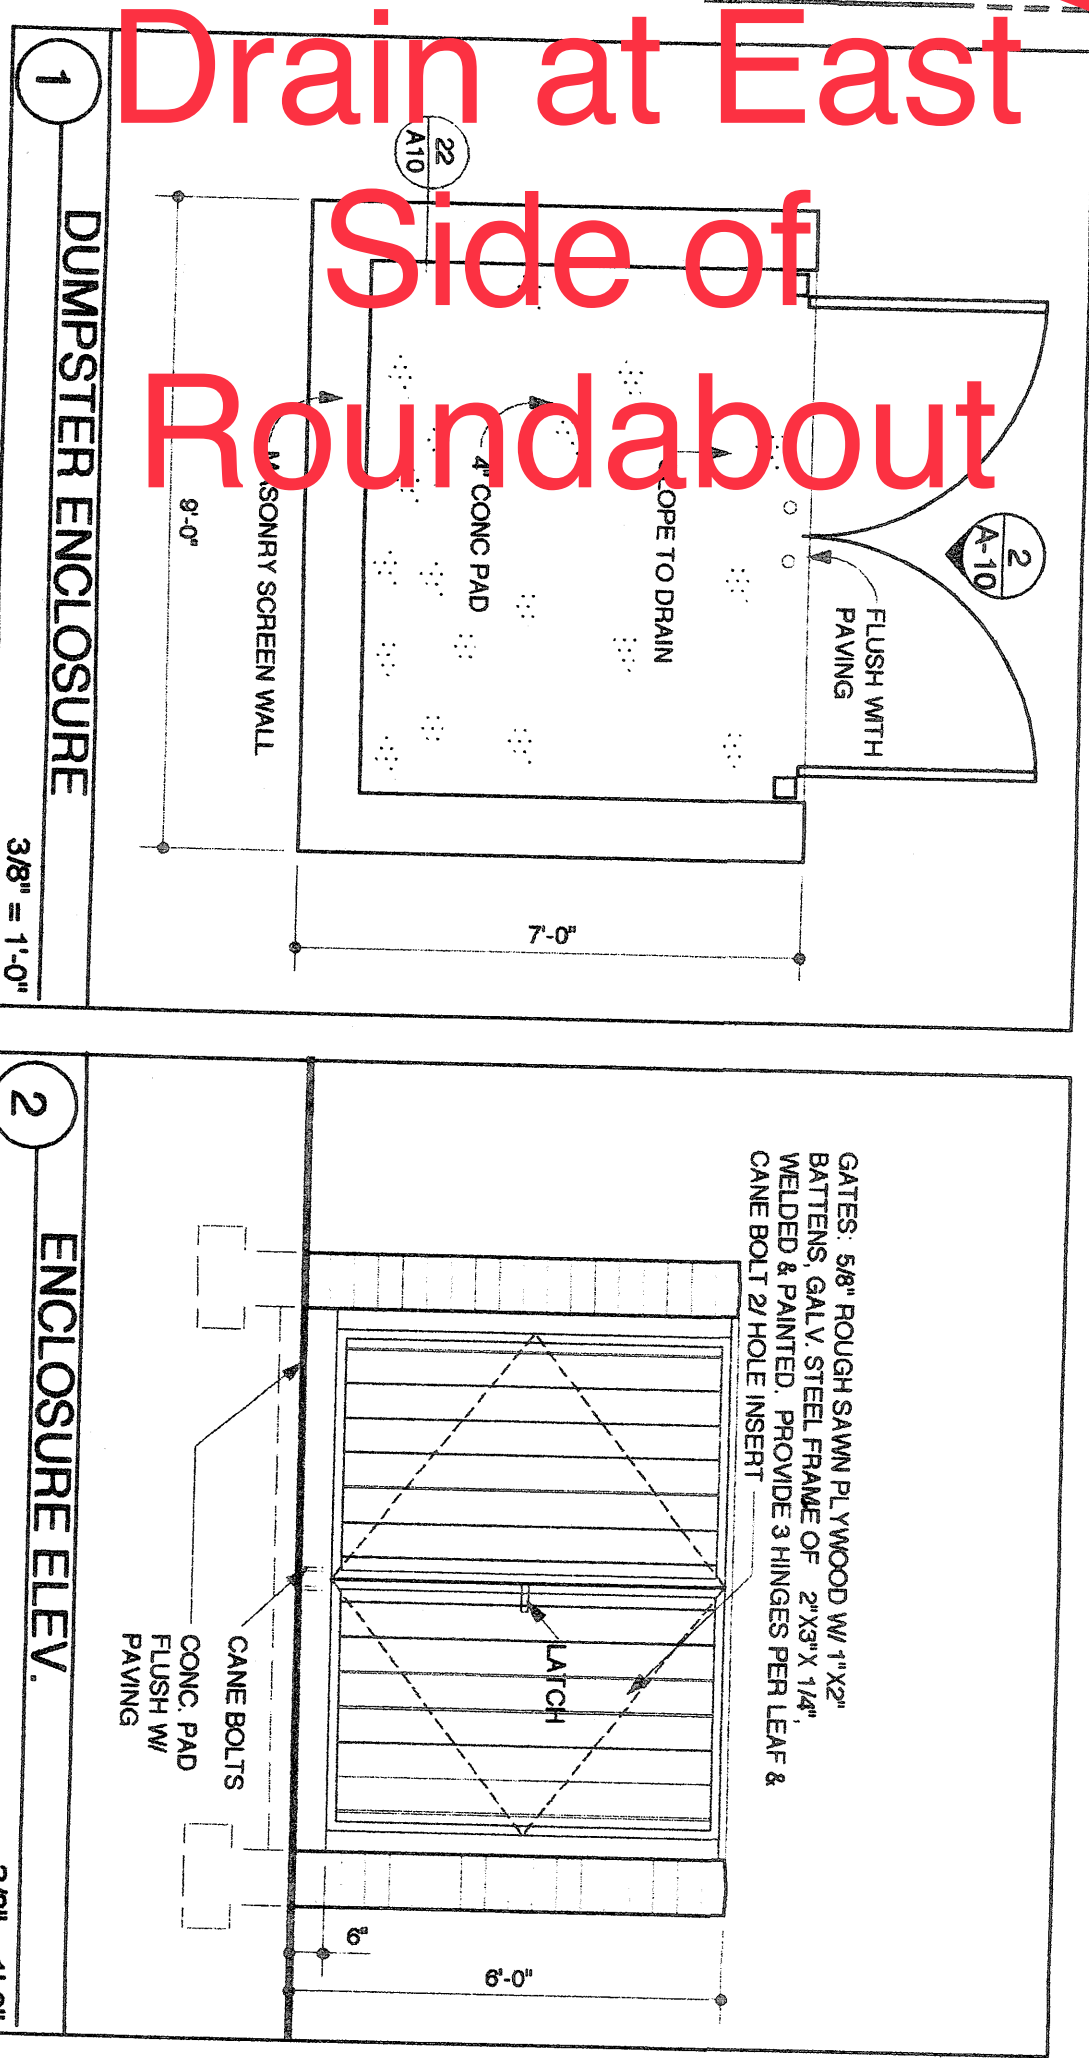 Drain at East
Side of
Roundabout
22
A10
2
A-10
FLUSH WITH
PAVING
SLOPE TO DRAIN
4" CONC PAD
MASONRY SCREEN WALL
9'-0"
7'-0"
1
DUMPSTER ENCLOSURE
3/8" = 1'-0"
GATES: 5/8" ROUGH SAWN PLYWOOD W/ 1"X2"
BATTENS, GALV. STEEL FRAME OF 2"X3"X 1/4",
WELDED & PAINTED. PROVIDE 3 HINGES PER LEAF &
CANE BOLT 2/ HOLE INSERT
LATCH
CANE BOLTS
CONC. PAD
FLUSH W/
PAVING
6"
6'-0"
2
ENCLOSURE ELEV.